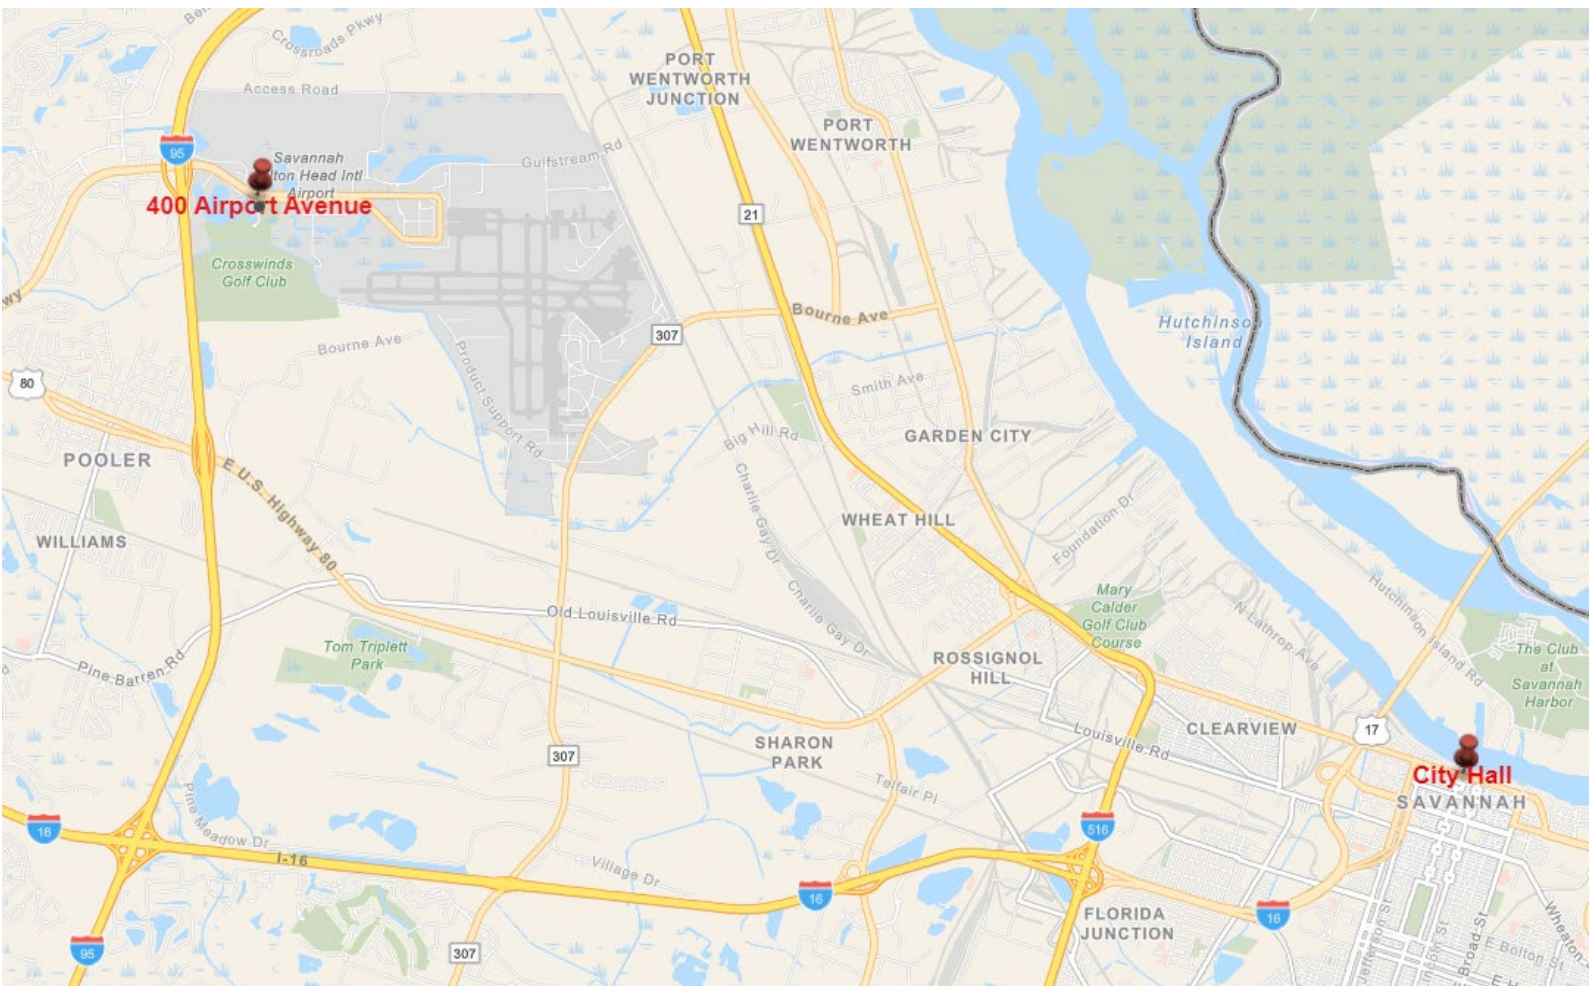 Crossroads Pkwy
Access Road
PORT
WENTWORTH
JUNCTION
PORT
WENTWORTH
95
Savannah
ton Head Intl
Airport
400 Airport Avenue
Gulfstream Rd
21
Crosswinds
Golf Club
wy
307
Bourne Ave
Bourne Ave
Hutchinson
Island
80
Product Support Rd
Smith Ave
Big Hill Rd
GARDEN CITY
POOLER
E U.S. Highway 80
Charlie Gay Dr
WHEAT HILL
Foundation Dr
WILLIAMS
Old Louisville Rd
Charlie Gay Dr
Mary
Calder
Golf Club
Course
N Lathrop Ave
Hutchinson Island Rd
Tom Triplett
Park
Pine Barren Rd
ROSSIGNOL
HILL
The Club
at
Savannah
Harbor
307
SHARON
PARK
Louisville Rd
CLEARVIEW
17
City Hall
SAVANNAH
Telfair Pl
Pine Meadow Dr
16
516
I-16
Village Dr
16
16
FLORIDA
JUNCTION
95
307
Jefferson St
Lincoln St
Broad St
Wheaton
E Bolton St
E H